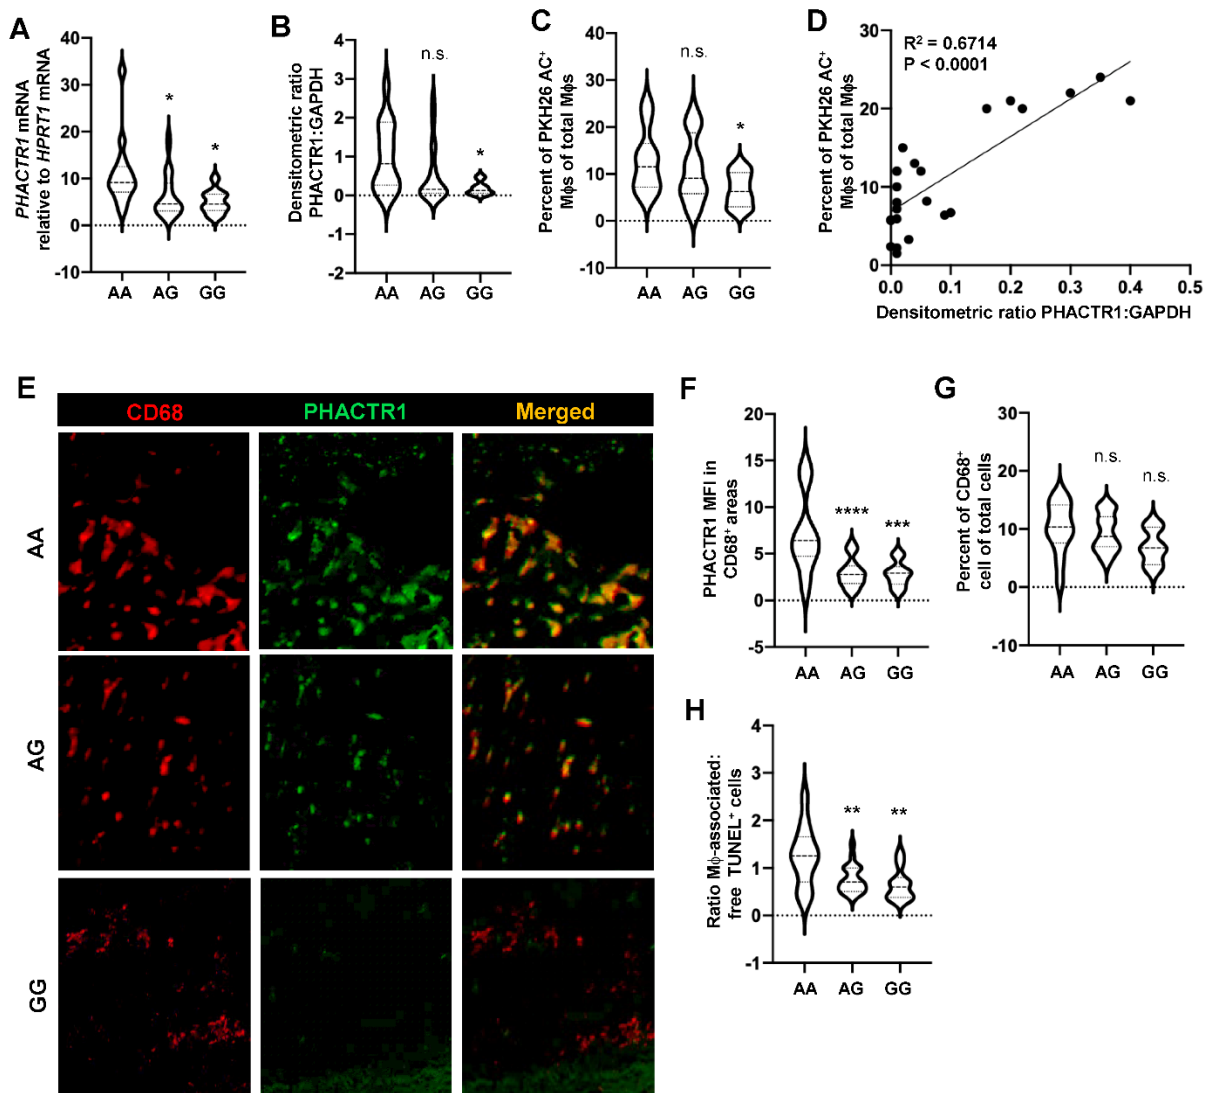 A
PHACTR1 mRNA
relative to HPRT1 mRNA
40
30
20
10
0
-10
*
*
AA AG GG
B
Densitometric ratio
PHACTR1:GAPDH
4
3
2
1
0
-1
-2
n.s.
*
AA AG GG
C
Percent of PKH26 AC⁺
Mϕs of total Mϕs
40
30
20
10
0
-10
n.s.
*
AA AG GG
D
Percent of PKH26 AC⁺
Mϕs of total Mϕs
30
20
10
0
R² = 0.6714
P < 0.0001
0.0 0.1 0.2 0.3 0.4 0.5
Densitometric ratio PHACTR1:GAPDH
E
CD68 PHACTR1 Merged
AA
AG
GG
F
PHACTR1 MFI in
CD68⁺ areas
20
15
10
5
0
-5
****
***
AA AG GG
G
Percent of CD68⁺
cell of total cells
30
20
10
0
-10
n.s.
n.s.
AA AG GG
H
Ratio Mϕ-associated:
free TUNEL⁺ cells
4
3
2
1
0
-1
**
**
AA AG GG